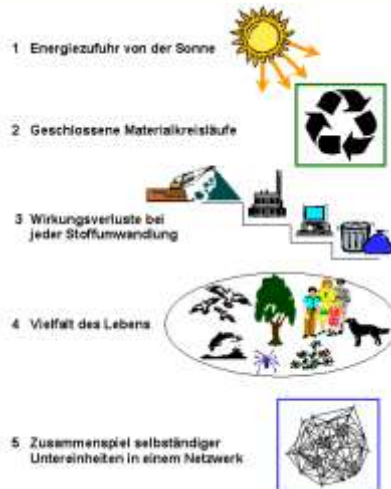 1 Energiezufuhr von der Sonne
2 Geschlossene Materialkreisläufe
3 Wirkungsverluste bei
jeder Stoffumwandlung
4 Vielfalt des Lebens
5 Zusammenspiel selbständiger
Untereinheiten in einem Netzwerk